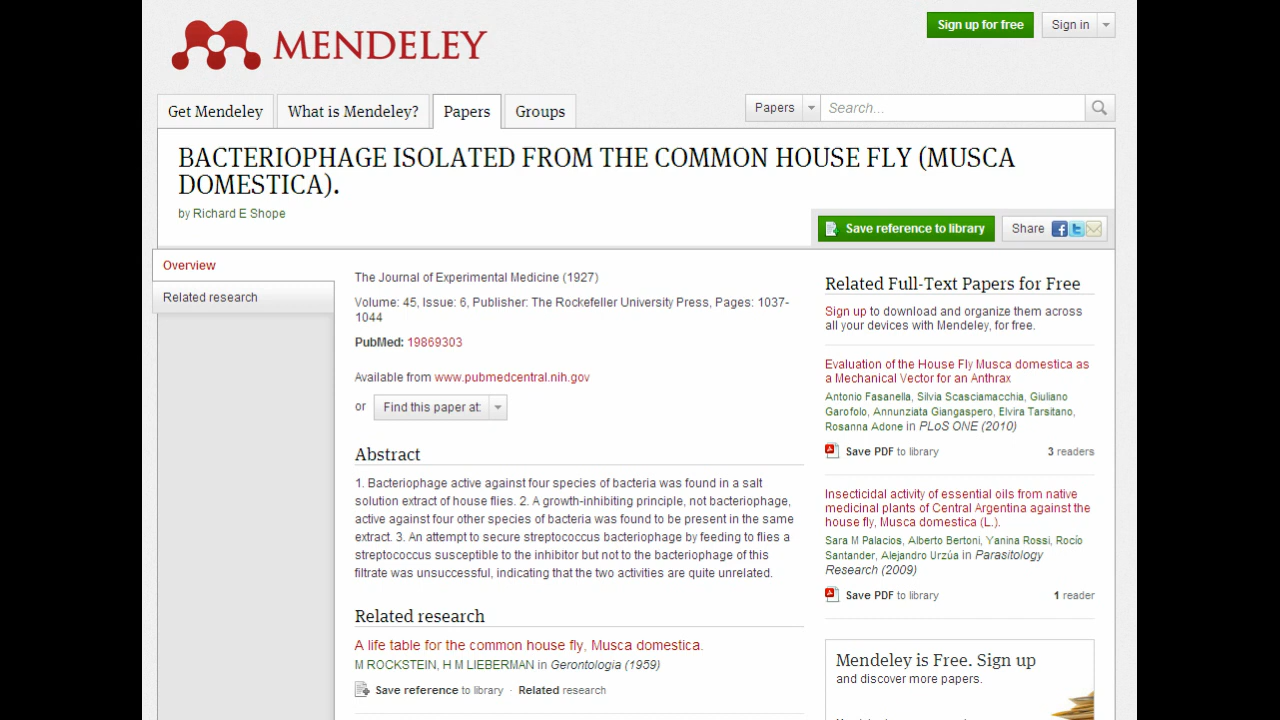 MENDELEY
Sign up for free
Sign in
Get Mendeley
What is Mendeley?
Papers
Groups
Papers
Search...
BACTERIOPHAGE ISOLATED FROM THE COMMON HOUSE FLY (MUSCA
DOMESTICA).
by Richard E Shope
Save reference to library
Share
Overview
Related research
The Journal of Experimental Medicine (1927)
Volume: 45, Issue: 6, Publisher: The Rockefeller University Press, Pages: 1037-
1044
PubMed: 19869303
Available from www.pubmedcentral.nih.gov
or Find this paper at:
Abstract
1. Bacteriophage active against four species of bacteria was found in a salt
solution extract of house flies. 2. A growth-inhibiting principle, not bacteriophage,
active against four other species of bacteria was found to be present in the same
extract. 3. An attempt to secure streptococcus bacteriophage by feeding to flies a
streptococcus susceptible to the inhibitor but not to the bacteriophage of this
filtrate was unsuccessful, indicating that the two activities are quite unrelated.
Related research
A life table for the common house fly, Musca domestica.
M ROCKSTEIN, H M LIEBERMAN in Gerontologia (1959)
Save reference to library · Related research
Related Full-Text Papers for Free
Sign up to download and organize them across
all your devices with Mendeley, for free.
Evaluation of the House Fly Musca domestica as
a Mechanical Vector for an Anthrax
Antonio Fasanella, Silvia Scasciamacchia, Giuliano
Garofolo, Annunziata Giangaspero, Elvira Tarsitano,
Rosanna Adone in PLoS ONE (2010)
Save PDF to library
3 readers
Insecticidal activity of essential oils from native
medicinal plants of Central Argentina against the
house fly, Musca domestica (L.).
Sara M Palacios, Alberto Bertoni, Yanina Rossi, Rocío
Santander, Alejandro Urzúa in Parasitology
Research (2009)
Save PDF to library
1 reader
Mendeley is Free. Sign up
and discover more papers.